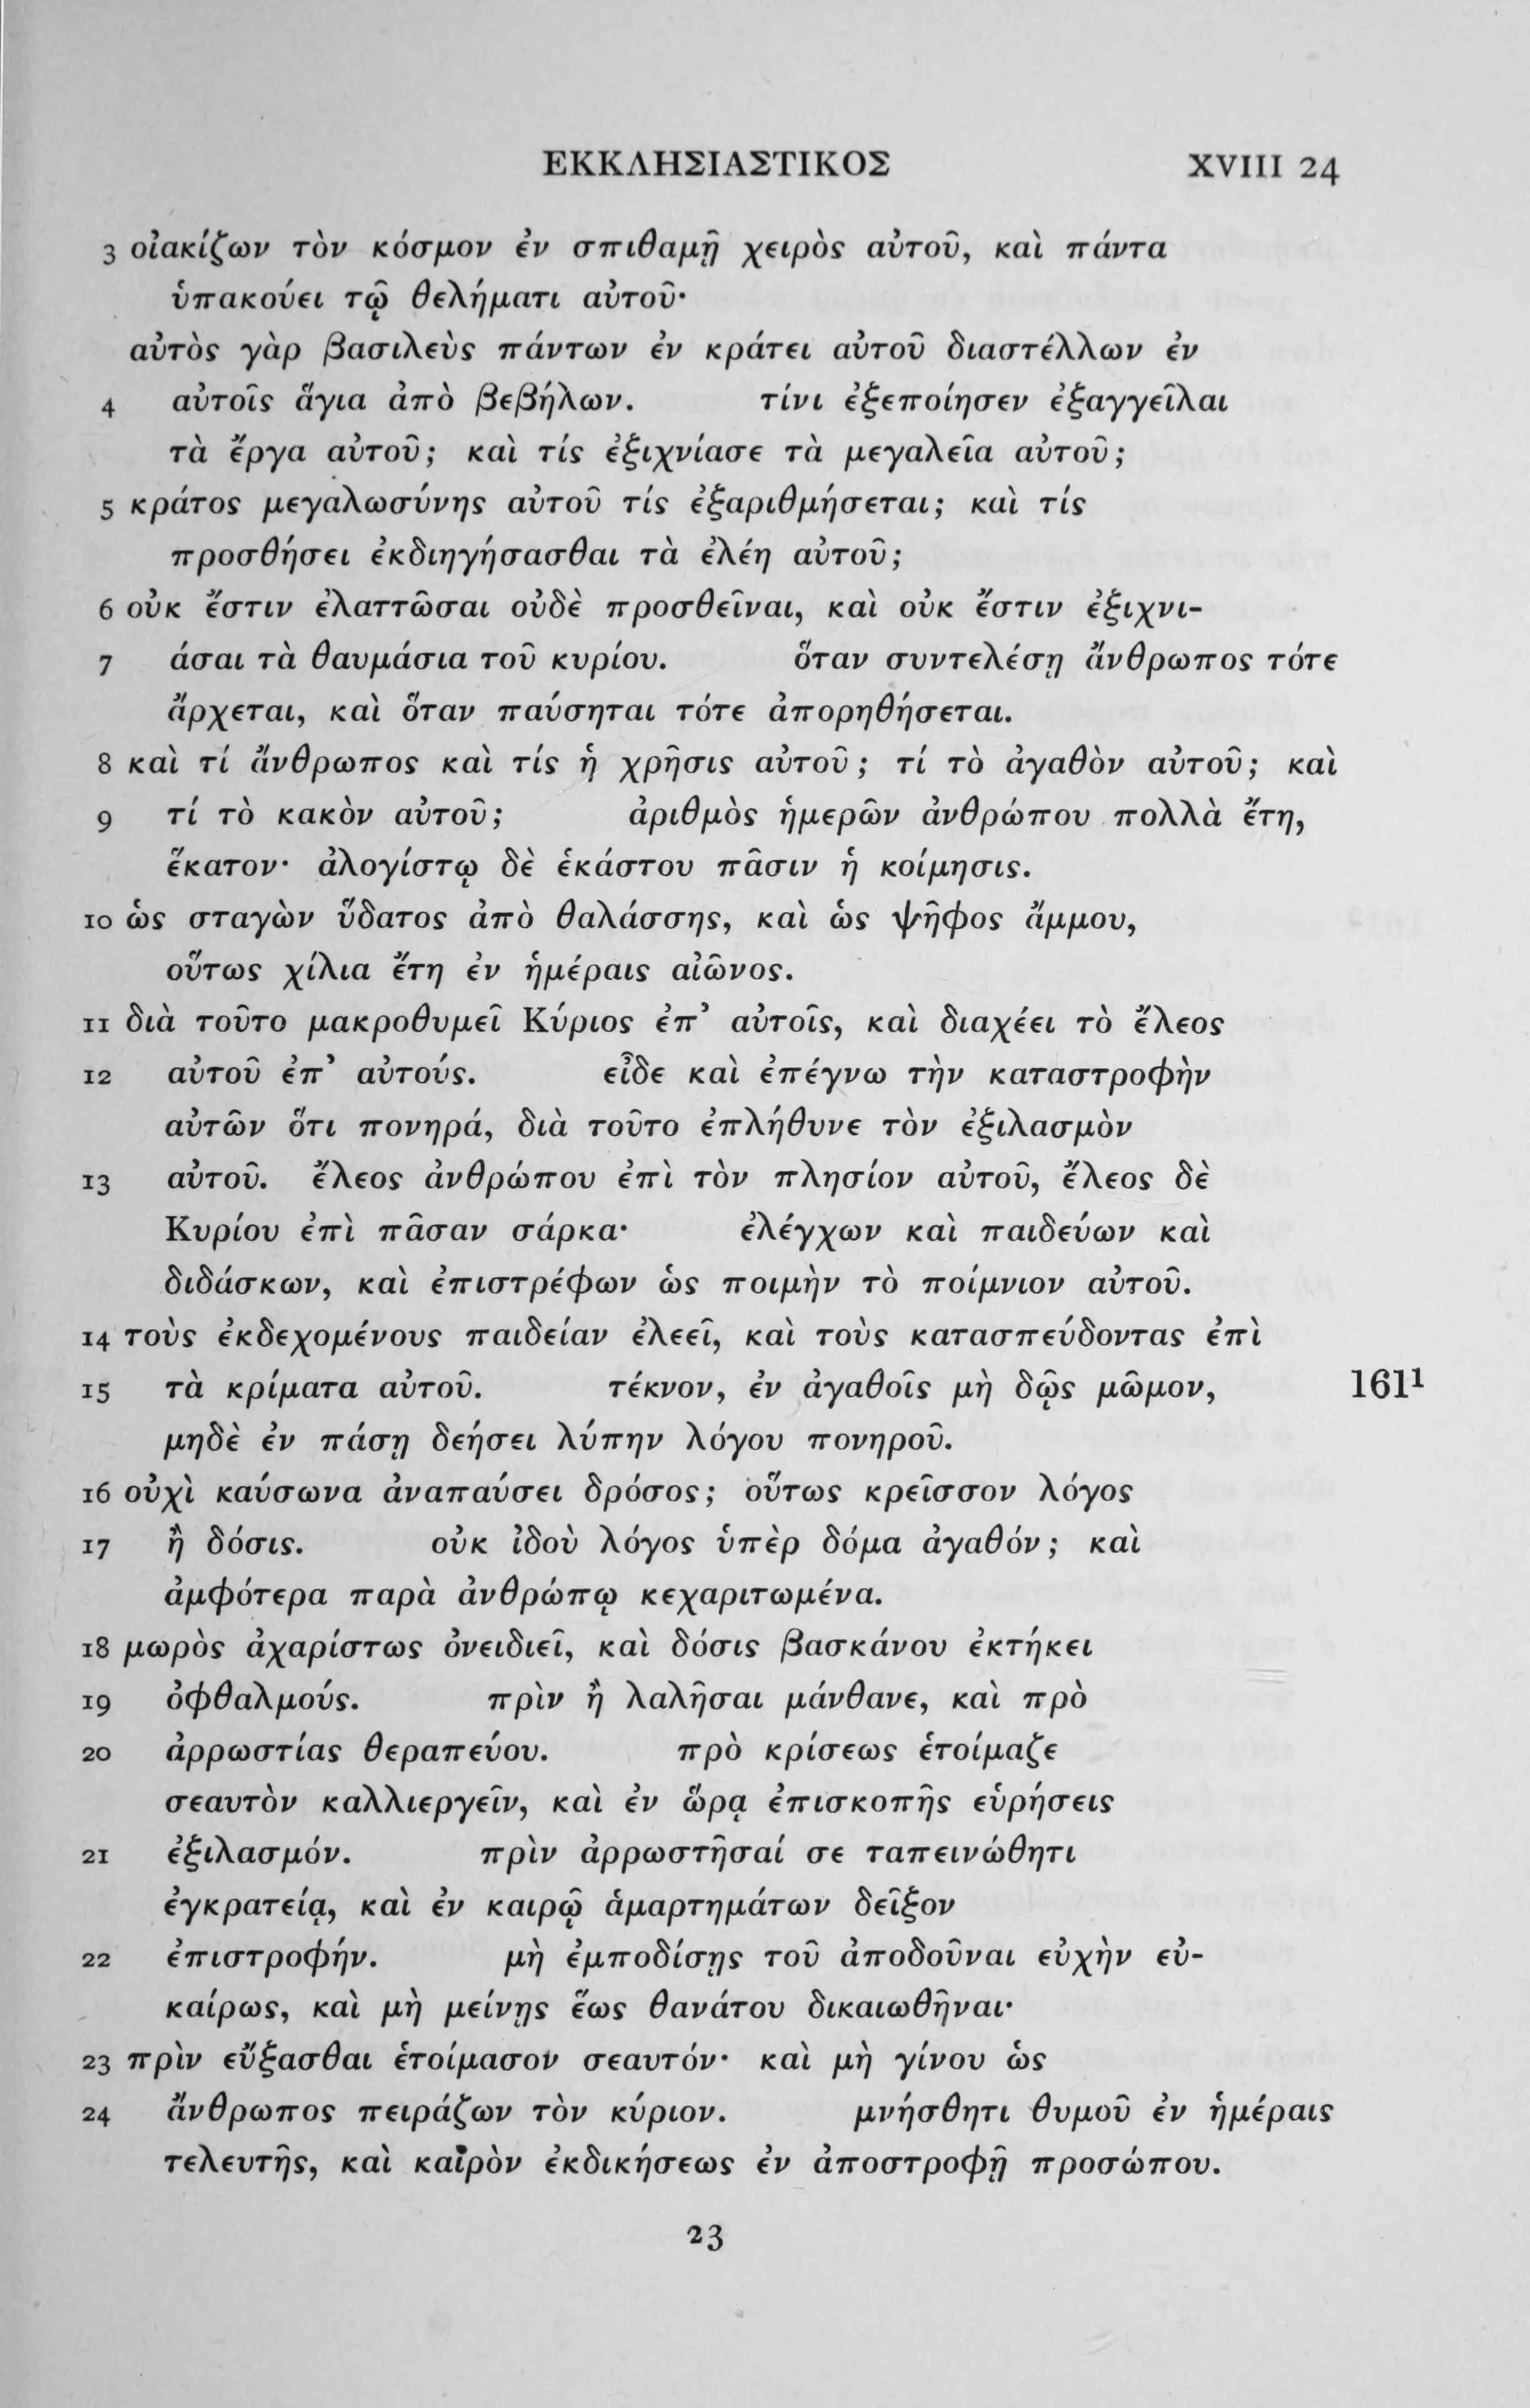 ΕΚΚΛΗΣΙΑΣΤΙΚΟΣ XVIII 24
3 οἰακίζων τὸν κόσμον ἐν σπιθαμῇ χειρὸς αὐτοῦ, καὶ πάντα
ὑπακούει τῷ θελήματι αὐτοῦ·
αὐτὸς γὰρ βασιλεὺς πάντων ἐν κράτει αὐτοῦ διαστέλλων ἐν
4 αὐτοῖς ἅγια ἀπὸ βεβήλων. τίνι ἐξεποίησεν ἐξαγγεῖλαι
τὰ ἔργα αὐτοῦ; καὶ τίς ἐξιχνίασε τὰ μεγαλεῖα αὐτοῦ;
5 κράτος μεγαλωσύνης αὐτοῦ τίς ἐξαριθμήσεται; καὶ τίς
προσθήσει ἐκδιηγήσασθαι τὰ ἐλέη αὐτοῦ;
6 οὐκ ἔστιν ἐλαττῶσαι οὐδὲ προσθεῖναι, καὶ οὐκ ἔστιν ἐξιχνι-
7 άσαι τὰ θαυμάσια τοῦ κυρίου. ὅταν συντελέσῃ ἄνθρωπος τότε
ἄρχεται, καὶ ὅταν παύσηται τότε ἀπορηθήσεται.
8 καὶ τί ἄνθρωπος καὶ τίς ἡ χρῆσις αὐτοῦ; τί τὸ ἀγαθὸν αὐτοῦ; καὶ
9 τί τὸ κακὸν αὐτοῦ; ἀριθμὸς ἡμερῶν ἀνθρώπου πολλὰ ἔτη,
ἕκατον· ἀλογίστῳ δὲ ἑκάστου πᾶσιν ἡ κοίμησις.
10 ὡς σταγὼν ὕδατος ἀπὸ θαλάσσης, καὶ ὡς ψῆφος ἄμμου,
οὕτως χίλια ἔτη ἐν ἡμέραις αἰῶνος.
11 διὰ τοῦτο μακροθυμεῖ Κύριος ἐπ’ αὐτοῖς, καὶ διαχέει τὸ ἔλεος
12 αὐτοῦ ἐπ’ αὐτούς. εἶδε καὶ ἐπέγνω τὴν καταστροφὴν
αὐτῶν ὅτι πονηρά, διὰ τοῦτο ἐπλήθυνε τὸν ἐξιλασμὸν
13 αὐτοῦ. ἔλεος ἀνθρώπου ἐπὶ τὸν πλησίον αὐτοῦ, ἔλεος δὲ
Κυρίου ἐπὶ πᾶσαν σάρκα· ἐλέγχων καὶ παιδεύων καὶ
διδάσκων, καὶ ἐπιστρέφων ὡς ποιμὴν τὸ ποίμνιον αὐτοῦ.
14 τοὺς ἐκδεχομένους παιδείαν ἐλεεῖ, καὶ τοὺς κατασπεύδοντας ἐπὶ
15 τὰ κρίματα αὐτοῦ. τέκνον, ἐν ἀγαθοῖς μὴ δῷς μῶμον, 161¹
μηδὲ ἐν πάσῃ δεήσει λύπην λόγου πονηροῦ.
16 οὐχὶ καύσωνα ἀναπαύσει δρόσος; οὕτως κρεῖσσον λόγος
17 ἢ δόσις. οὐκ ἰδοὺ λόγος ὑπὲρ δόμα ἀγαθόν; καὶ
ἀμφότερα παρὰ ἀνθρώπῳ κεχαριτωμένα.
18 μωρὸς ἀχαρίστως ὀνειδιεῖ, καὶ δόσις βασκάνου ἐκτήκει
19 ὀφθαλμούς. πρὶν ἢ λαλῆσαι μάνθανε, καὶ πρὸ
20 ἀρρωστίας θεραπεύου. πρὸ κρίσεως ἑτοίμαζε
σεαυτὸν καλλιεργεῖν, καὶ ἐν ὥρᾳ ἐπισκοπῆς εὑρήσεις
21 ἐξιλασμόν. πρὶν ἀρρωστῆσαί σε ταπεινώθητι
ἐγκρατείᾳ, καὶ ἐν καιρῷ ἁμαρτημάτων δεῖξον
22 ἐπιστροφήν. μὴ ἐμποδίσῃς τοῦ ἀποδοῦναι εὐχὴν εὐ-
καίρως, καὶ μὴ μείνῃς ἕως θανάτου δικαιωθῆναι·
23 πρὶν εὔξασθαι ἑτοίμασον σεαυτόν· καὶ μὴ γίνου ὡς
24 ἄνθρωπος πειράζων τὸν κύριον. μνήσθητι θυμοῦ ἐν ἡμέραις
τελευτῆς, καὶ καῖρὸν ἐκδικήσεως ἐν ἀποστροφῇ προσώπου.
23